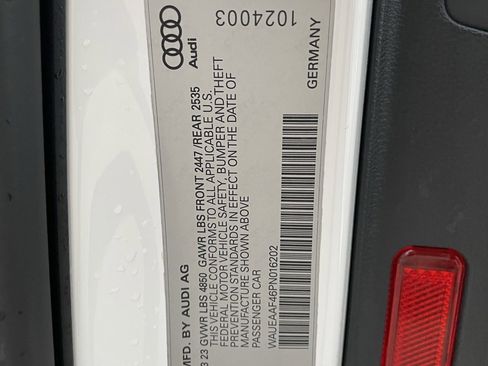 MFD. BY AUDI AG
3 23 GVWR LBS 4850 GAWR LBS FRONT 2447 /REAR 2535
THIS VEHICLE CONFORMS TO ALL APPLICABLE U.S.
FEDERAL MOTOR VEHICLE SAFETY, BUMPER AND THEFT
PREVENTION STANDARDS IN EFFECT ON THE DATE OF
MANUFACTURE SHOWN ABOVE
PASSENGER CAR
WAUEAAF46PN016202
Audi
1024003
GERMANY